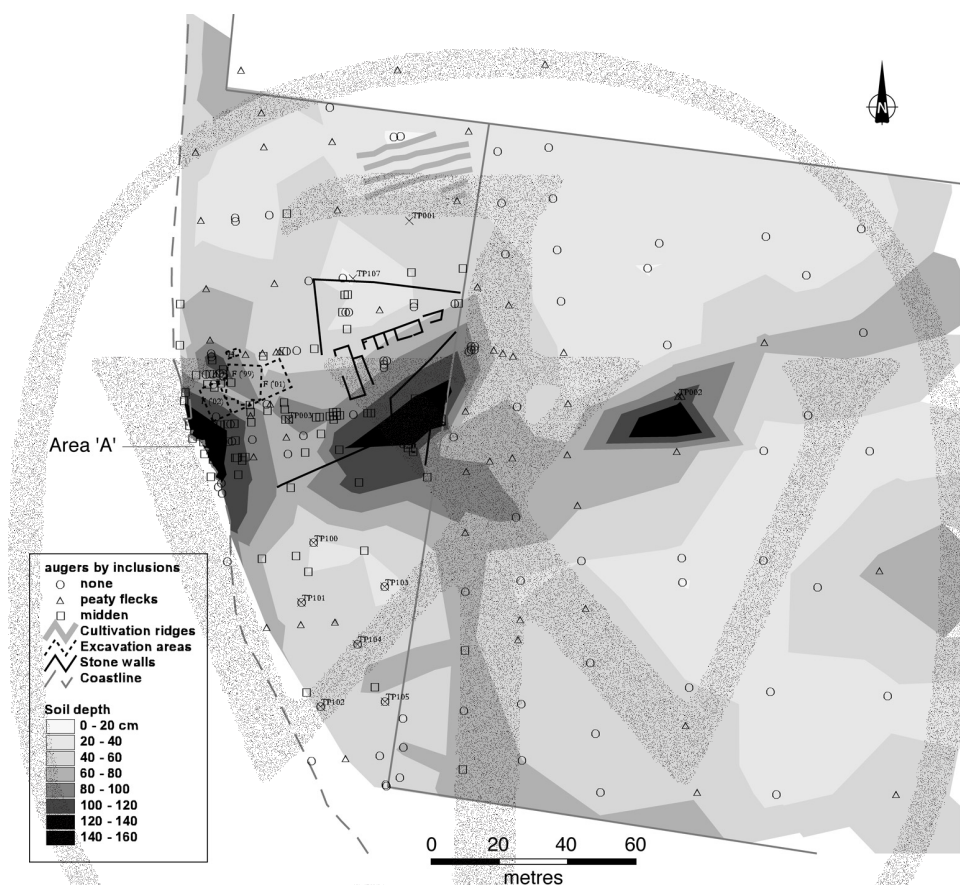 N
TP001
TP107
F ('99)
F ('01)
('02)
TP003
TP002
Area 'A'
TP100
TP103
TP101
TP104
TP102
TP105
augers by inclusions
none
peaty flecks
midden
Cultivation ridges
Excavation areas
Stone walls
Coastline
Soil depth
0 - 20 cm
20 - 40
40 - 60
60 - 80
80 - 100
100 - 120
120 - 140
140 - 160
0 20 40 60
metres